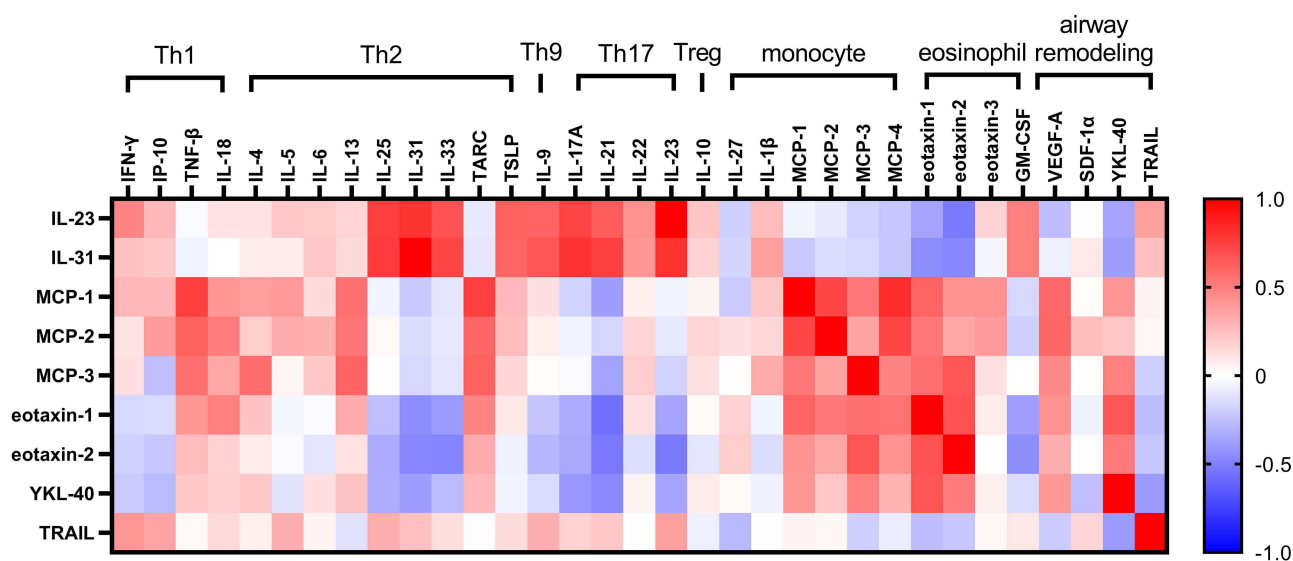 airway
Th1 Th2 Th9 Th17 Treg monocyte eosinophil remodeling
IFN-γ
IP-10
TNF-β
IL-18
IL-4
IL-5
IL-6
IL-13
IL-25
IL-31
IL-33
TARC
TSLP
IL-9
IL-17A
IL-21
IL-22
IL-23
IL-10
IL-27
IL-1β
MCP-1
MCP-2
MCP-3
MCP-4
eotaxin-1
eotaxin-2
eotaxin-3
GM-CSF
VEGF-A
SDF-1α
YKL-40
TRAIL
IL-23
IL-31
MCP-1
MCP-2
MCP-3
eotaxin-1
eotaxin-2
YKL-40
TRAIL
1.0
0.5
0
-0.5
-1.0